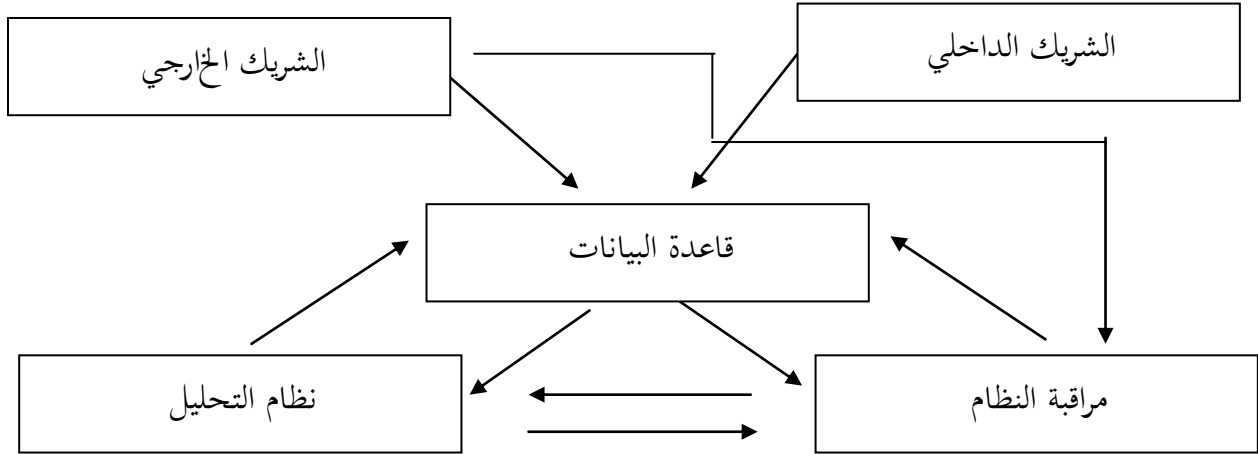 الشريك الداخلي
الشريك الخارجي
قاعدة البيانات
مراقبة النظام
نظام التحليل